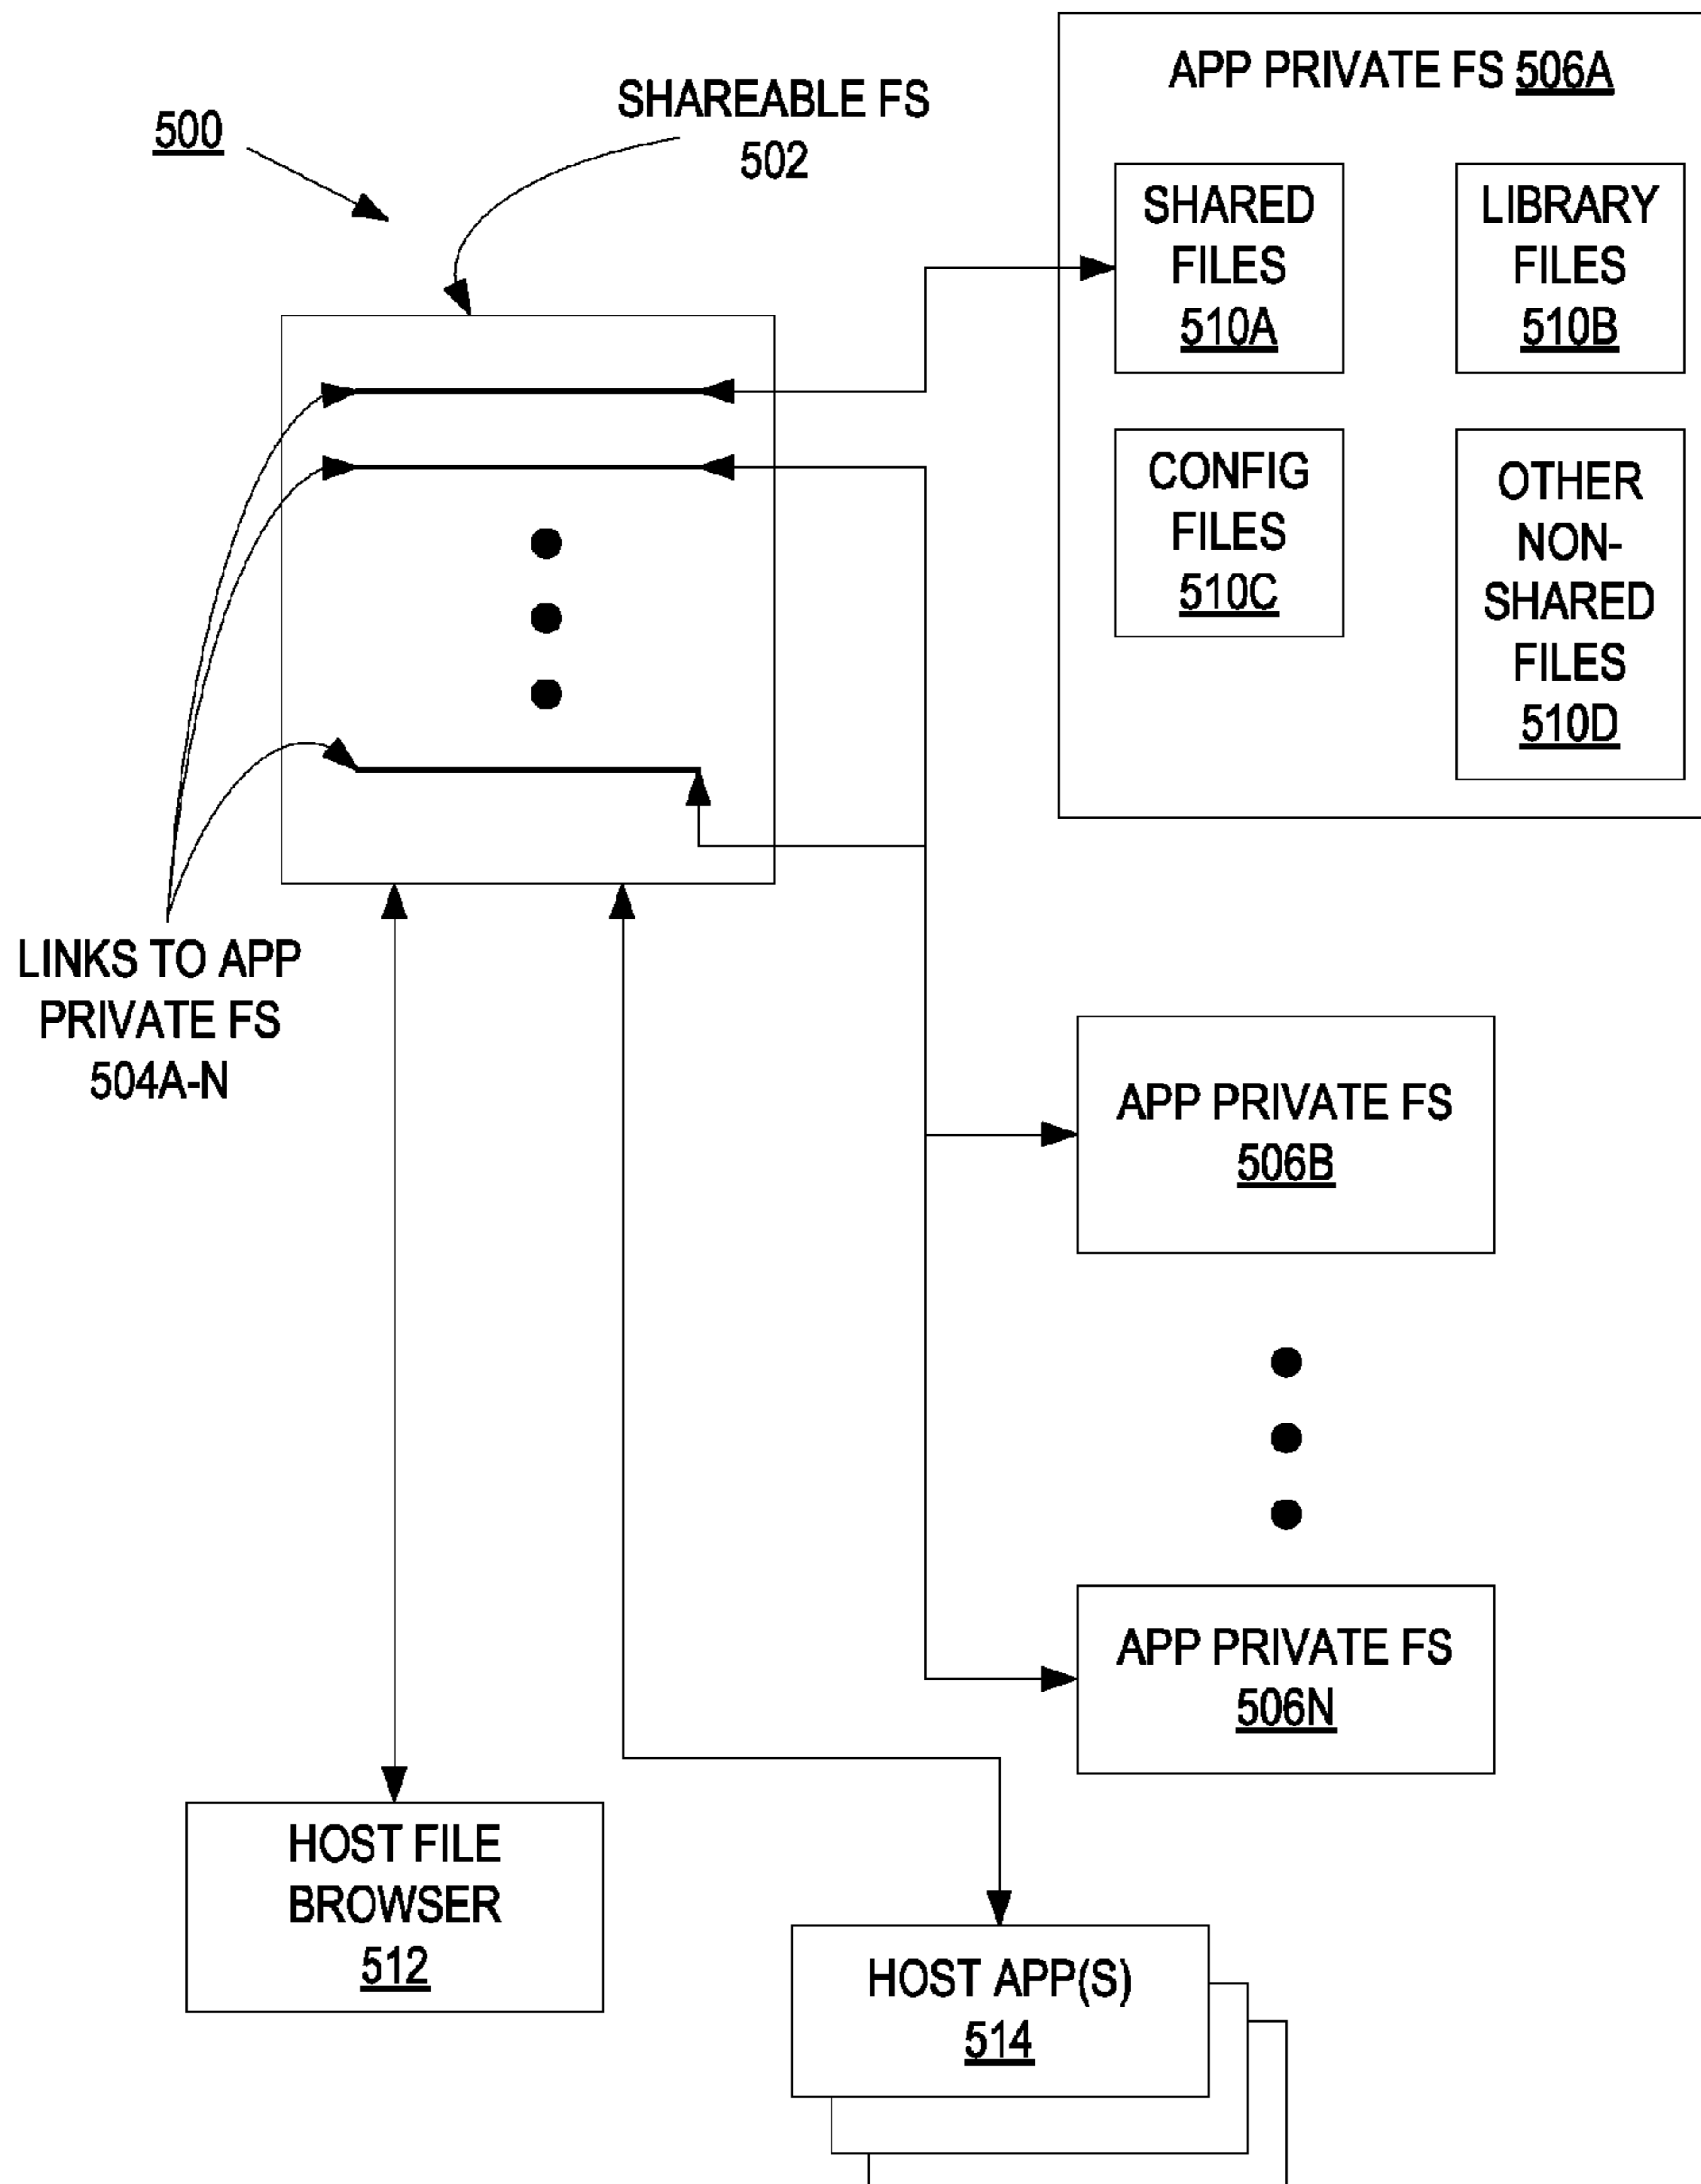 500
SHAREABLE FS
502
APP PRIVATE FS 506A
SHARED
FILES
510A
LIBRARY
FILES
510B
CONFIG
FILES
510C
OTHER
NON-
SHARED
FILES
510D
LINKS TO APP
PRIVATE FS
504A-N
APP PRIVATE FS
506B
APP PRIVATE FS
506N
HOST FILE
BROWSER
512
HOST APP(S)
514